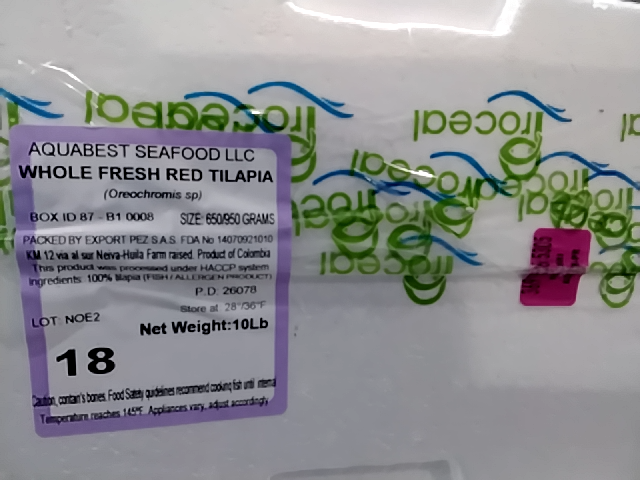 AQUABEST SEAFOOD LLC
WHOLE FRESH RED TILAPIA
(Oreochromis sp)
BOX ID 87 - B1 0008 SIZE: 650/950 GRAMS
PACKED BY EXPORT PEZ S.A.S. FDA No 14070921010
KM 12 via al sur Neiva-Huila Farm raised. Product of Colombia
This product was processed under HACCP system
Ingredients: 100% tilapia (FISH / ALLERGEN PRODUCT)
P.D: 26078
Store at 28°/36°F
LOT: NOE2
Net Weight:10Lb
18
Caution, contain's bones. Food Safety guidelines recommend cooking fish until internal
Temperature reaches 145°F. Appliances vary, adjust accordingly